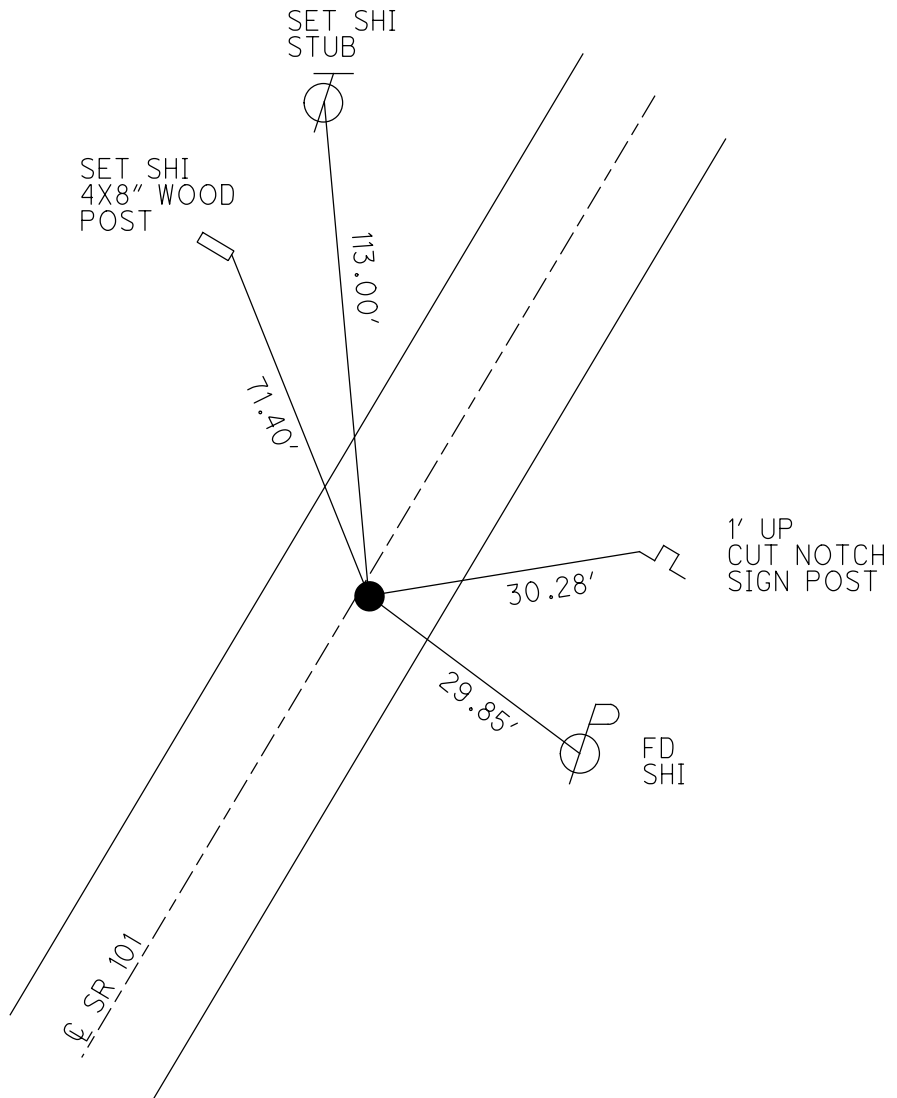 SET SHI
STUB
SET SHI
4X8" WOOD
POST
113.00'
71.40'
1' UP
CUT NOTCH
SIGN POST
30.28'
29.85'
FD
SHI
℄ SR 101